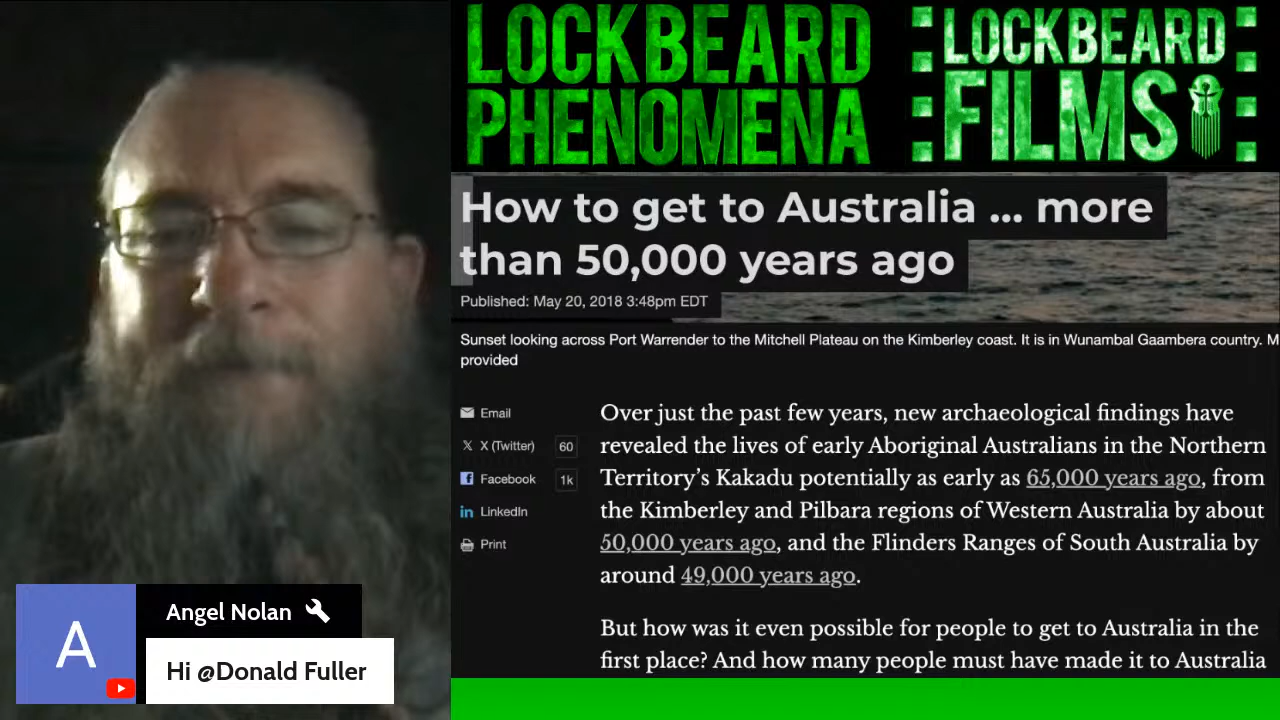 LOCKBEARD
PHENOMENA
LOCKBEARD
FILMS
How to get to Australia ... more
than 50,000 years ago
Published: May 20, 2018 3:48pm EDT
Sunset looking across Port Warrender to the Mitchell Plateau on the Kimberley coast. It is in Wunambal Gaambera country. M
provided
Email
X (Twitter) 60
Facebook 1k
LinkedIn
Print
Over just the past few years, new archaeological findings have
revealed the lives of early Aboriginal Australians in the Northern
Territory’s Kakadu potentially as early as 65,000 years ago, from
the Kimberley and Pilbara regions of Western Australia by about
50,000 years ago, and the Flinders Ranges of South Australia by
around 49,000 years ago.
But how was it even possible for people to get to Australia in the
first place? And how many people must have made it to Australia
A
Angel Nolan
Hi @Donald Fuller